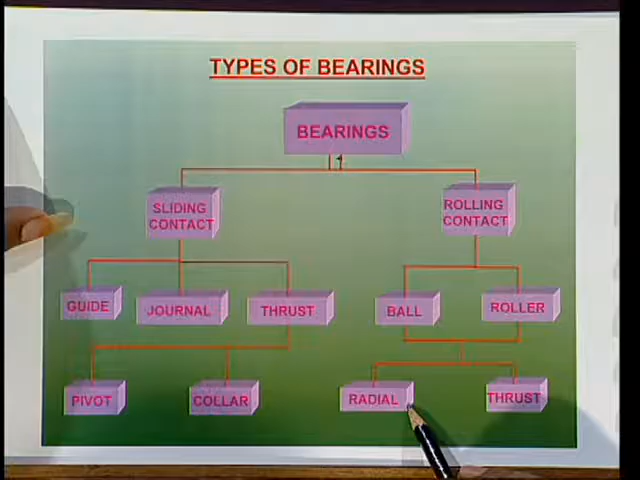 TYPES OF BEARINGS
BEARINGS
SLIDING
CONTACT
ROLLING
CONTACT
GUIDE
JOURNAL
THRUST
BALL
ROLLER
PIVOT
COLLAR
RADIAL
THRUST